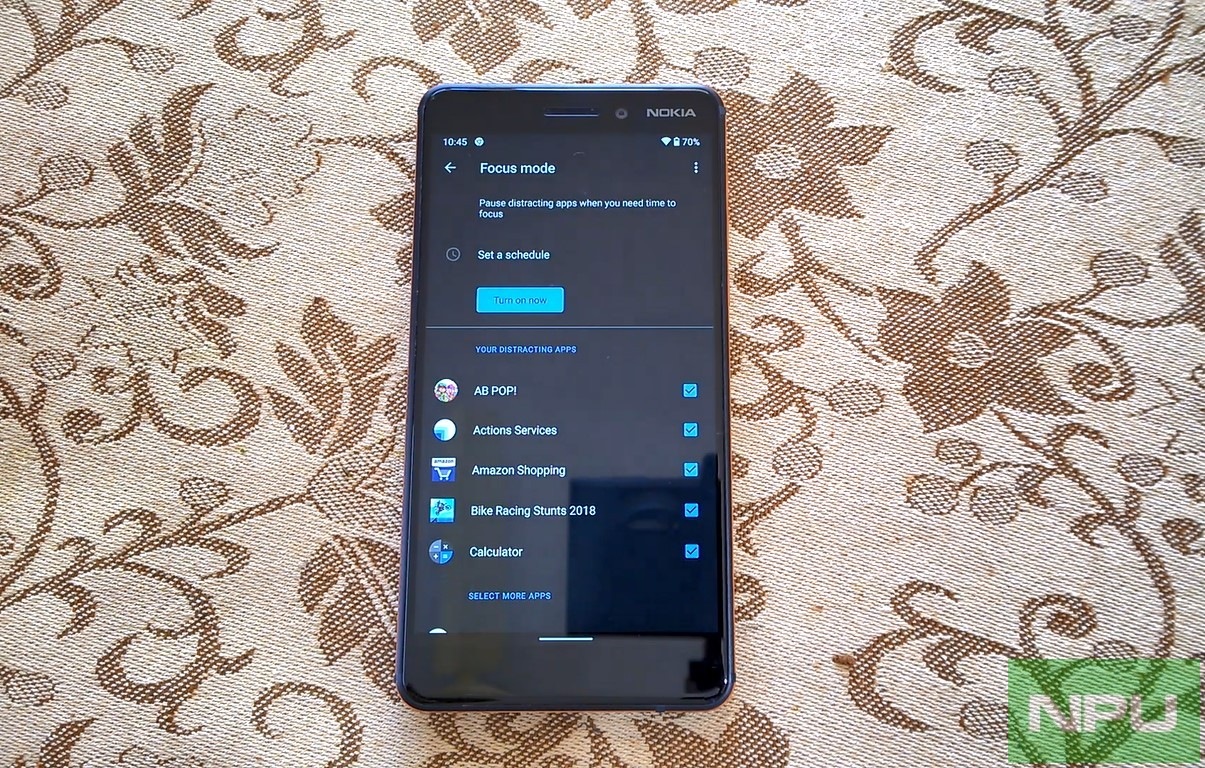 NOKIA
10:45
70%
Focus mode
Pause distracting apps when you need time to
focus
Set a schedule
Turn on now
YOUR DISTRACTING APPS
AB POP!
Actions Services
amazon
Amazon Shopping
Bike Racing Stunts 2018
Calculator
SELECT MORE APPS
NPU